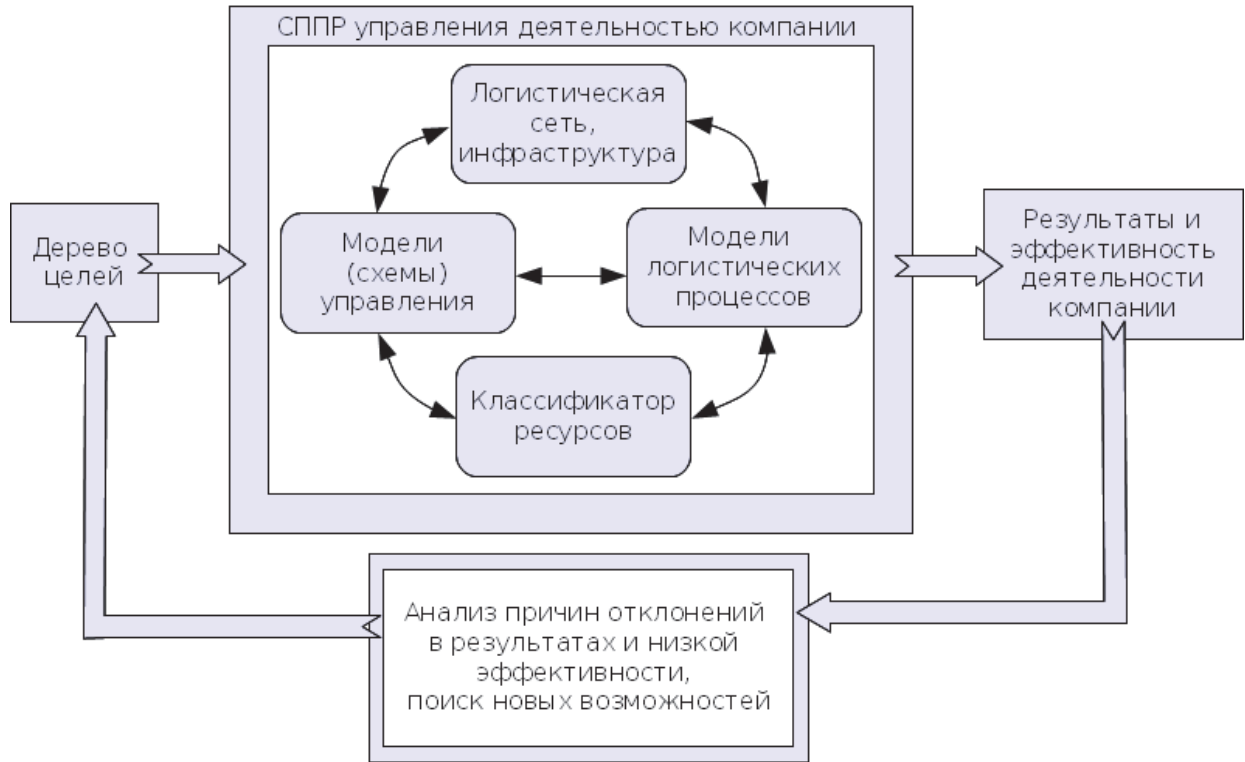 СППР управления деятельностью компании
Логистическая
сеть,
инфраструктура
Дерево
целей
Модели
(схемы)
управления
Модели
логистических
процессов
Результаты и
эффективность
деятельности
компании
Классификатор
ресурсов
Анализ причин отклонений
в результатах и низкой
эффективности,
поиск новых возможностей